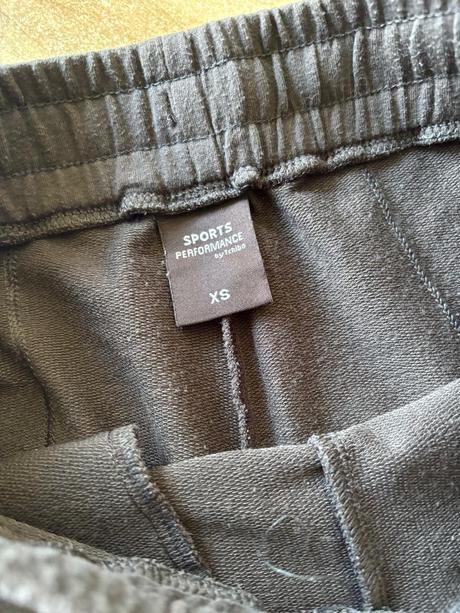 SPORTS
PERFORMANCE
by Tchibo
XS